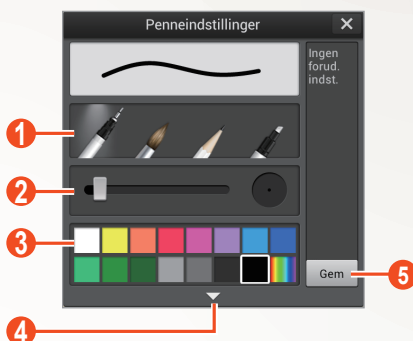 Penneindstillinger
Ingen
forud.
indst.
1
2
3
Gem
5
4